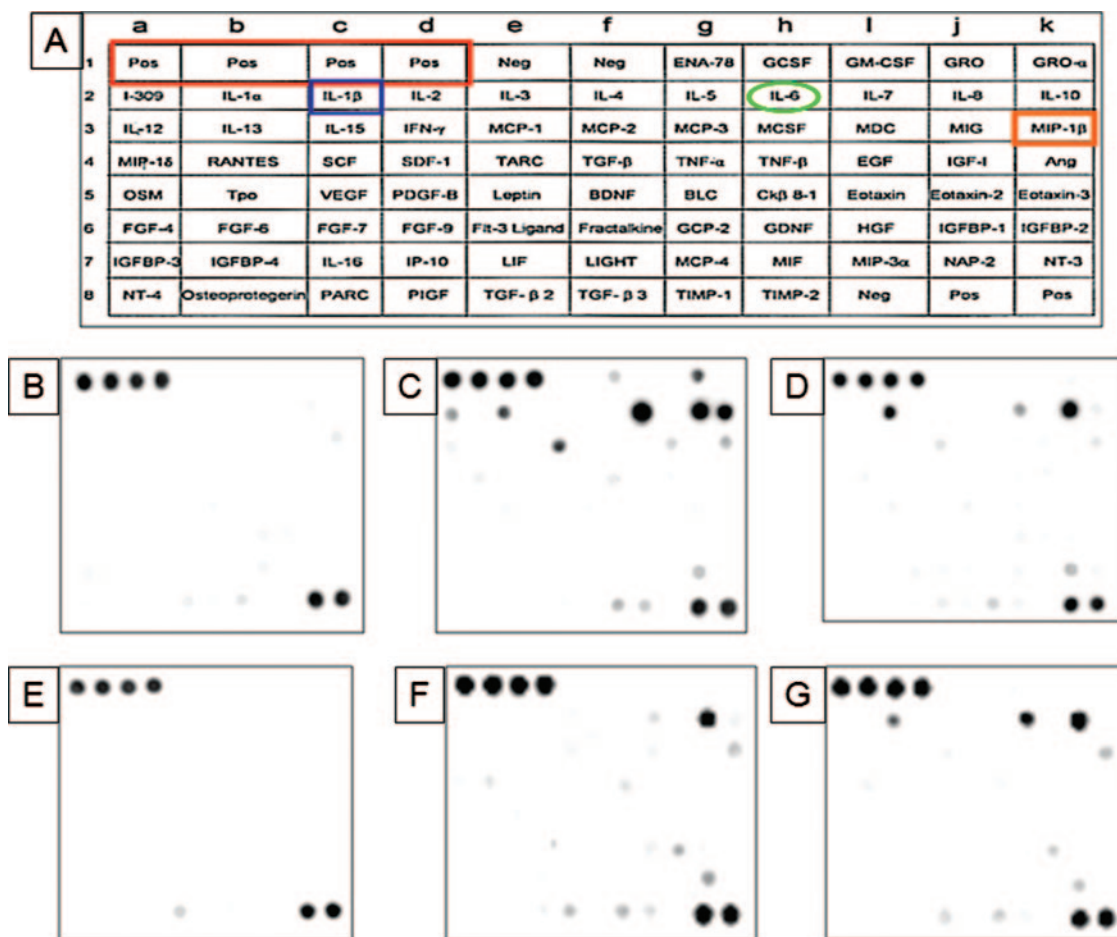 A
a b c d e f g h l j k
1 Pos Pos Pos Pos Neg Neg ENA-78 GCSF GM-CSF GRO GRO-α
2 I-309 IL-1α IL-1β IL-2 IL-3 IL-4 IL-5 IL-6 IL-7 IL-8 IL-10
3 IL-12 IL-13 IL-15 IFN-γ MCP-1 MCP-2 MCP-3 MCSF MDC MIG MIP-1β
4 MIP-1δ RANTES SCF SDF-1 TARC TGF-β TNF-α TNF-β EGF IGF-I Ang
5 OSM Tpo VEGF PDGF-B Leptin BDNF BLC Ckβ 8-1 Eotaxin Eotaxin-2 Eotaxin-3
6 FGF-4 FGF-6 FGF-7 FGF-9 Flt-3 Ligand Fractalkine GCP-2 GDNF HGF IGFBP-1 IGFBP-2
7 IGFBP-3 IGFBP-4 IL-16 IP-10 LIF LIGHT MCP-4 MIF MIP-3α NAP-2 NT-3
8 NT-4 Osteoprotegerin PARC PIGF TGF- β 2 TGF- β 3 TIMP-1 TIMP-2 Neg Pos Pos
B
C
D
E
F
G